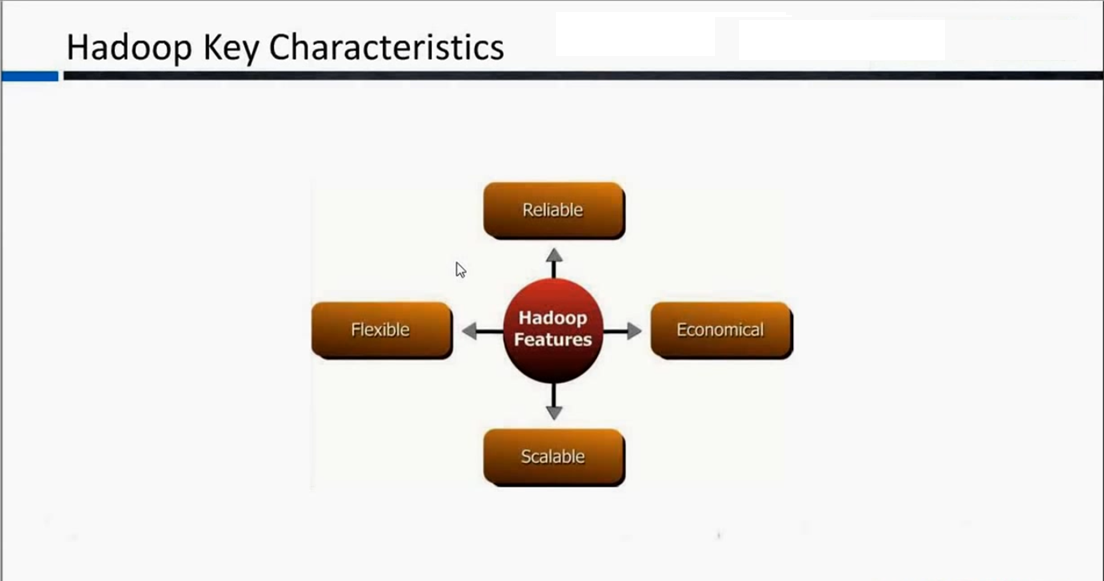 Hadoop Key Characteristics
Reliable
Flexible
Hadoop
Features
Economical
Scalable